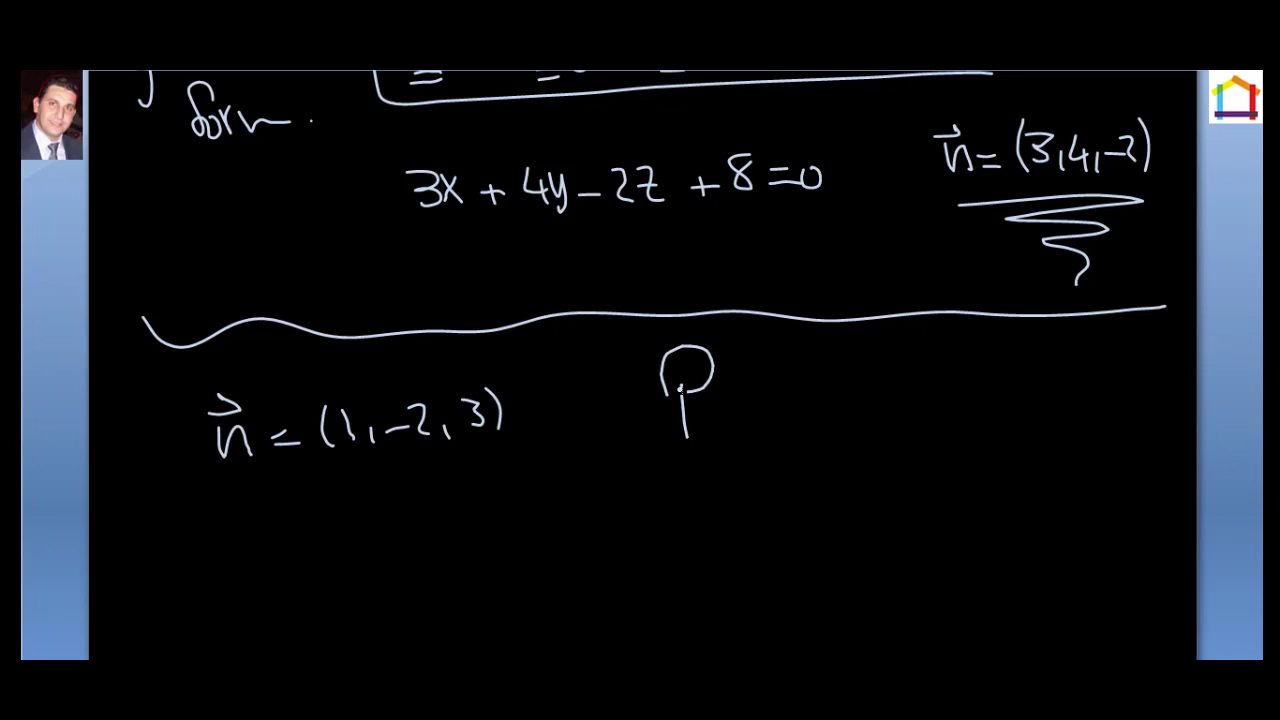 form.
3x + 4y - 2z + 8 = 0
n⃗ = (3, 4, -2)
n⃗ = (1, -2, 3)
P